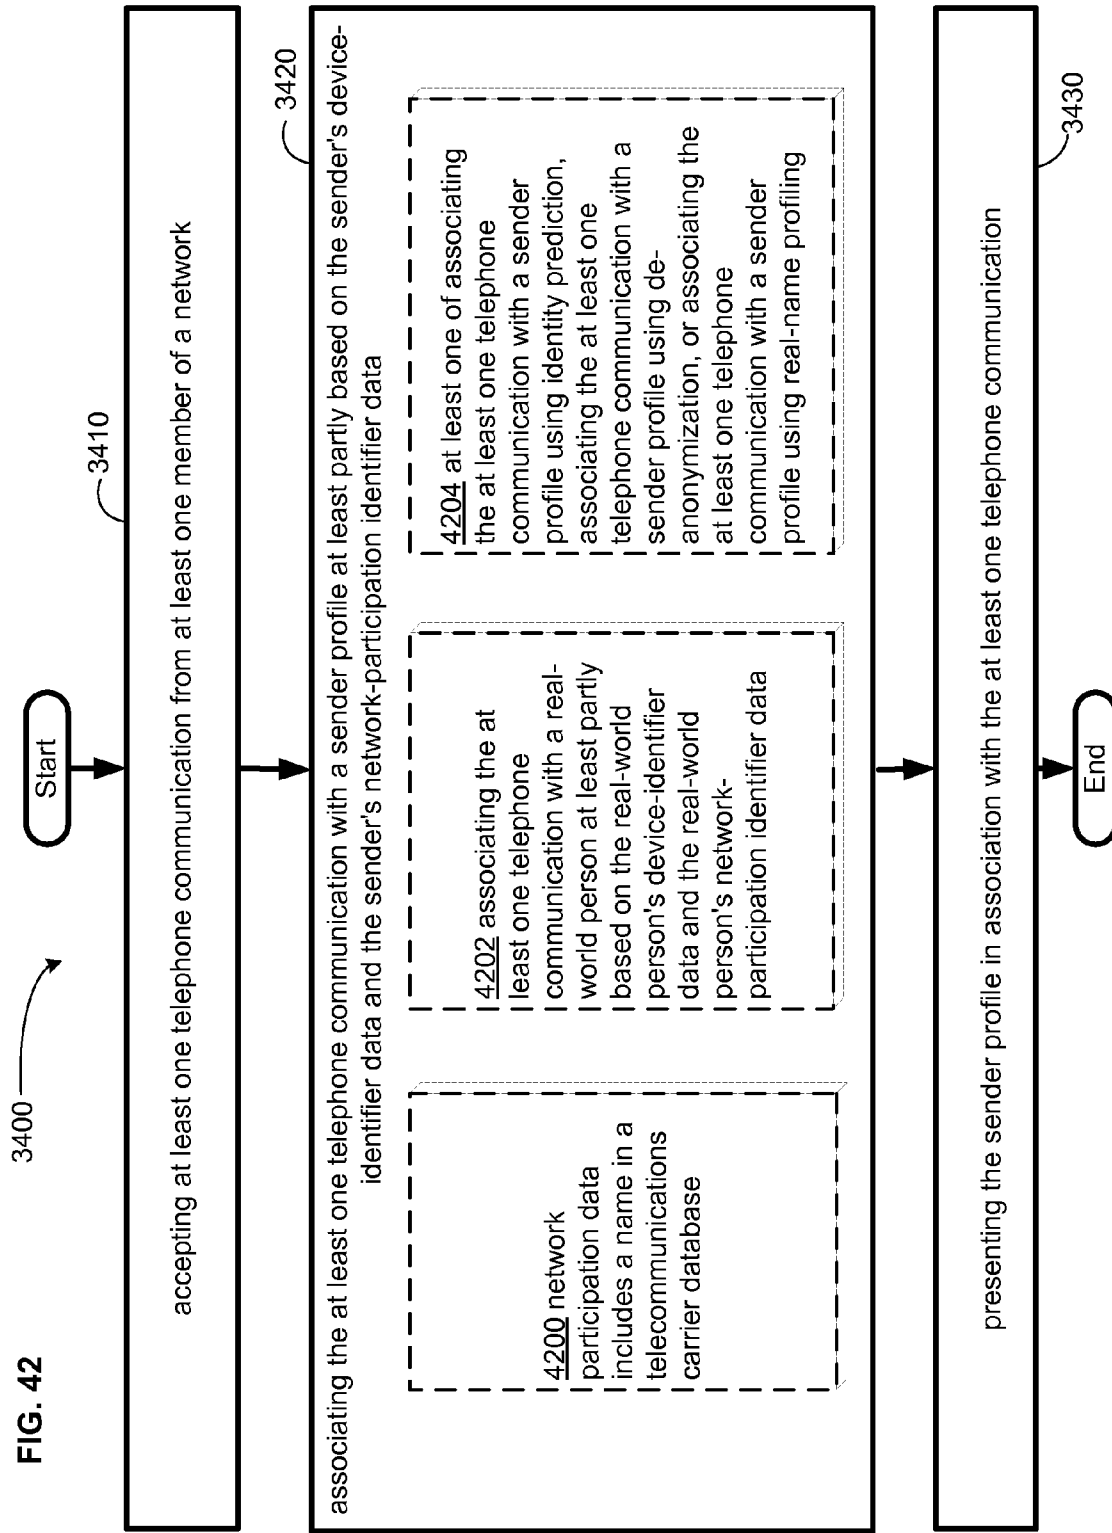 FIG. 42
3400
Start
3410
accepting at least one telephone communication from at least one member of a network
3420
associating the at least one telephone communication with a sender profile at least partly based on the sender's device-
identifier data and the sender's network-participation identifier data
4200 network
participation data
includes a name in a
telecommunications
carrier database
4202 associating the at
least one telephone
communication with a real-
world person at least partly
based on the real-world
person's device-identifier
data and the real-world
person's network-
participation identifier data
4204 at least one of associating
the at least one telephone
communication with a sender
profile using identity prediction,
associating the at least one
telephone communication with a
sender profile using de-
anonymization, or associating the
at least one telephone
communication with a sender
profile using real-name profiling
3430
presenting the sender profile in association with the at least one telephone communication
End